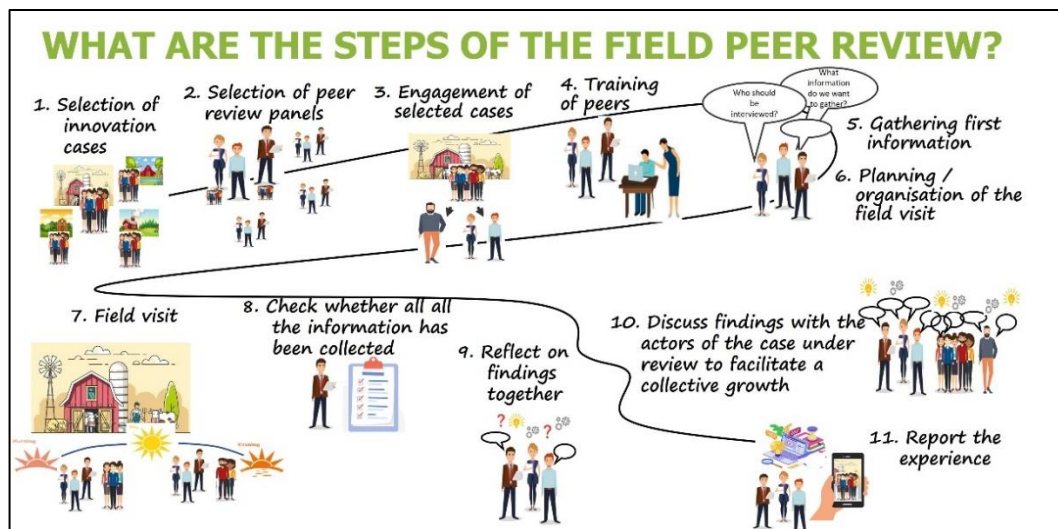 WHAT ARE THE STEPS OF THE FIELD PEER REVIEW?
1. Selection of
innovation
cases
2. Selection of peer
review panels
3. Engagement of
selected cases
4. Training
of peers
Who should
be
interviewed?
What
information
do we want
to gather?
5. Gathering first
information
6. Planning /
organisation of the
field visit
7. Field visit
Morning
Evening
8. Check whether all all
the information has
been collected
9. Reflect on
findings
together
10. Discuss findings with the
actors of the case under
review to facilitate a
collective growth
11. Report the
experience